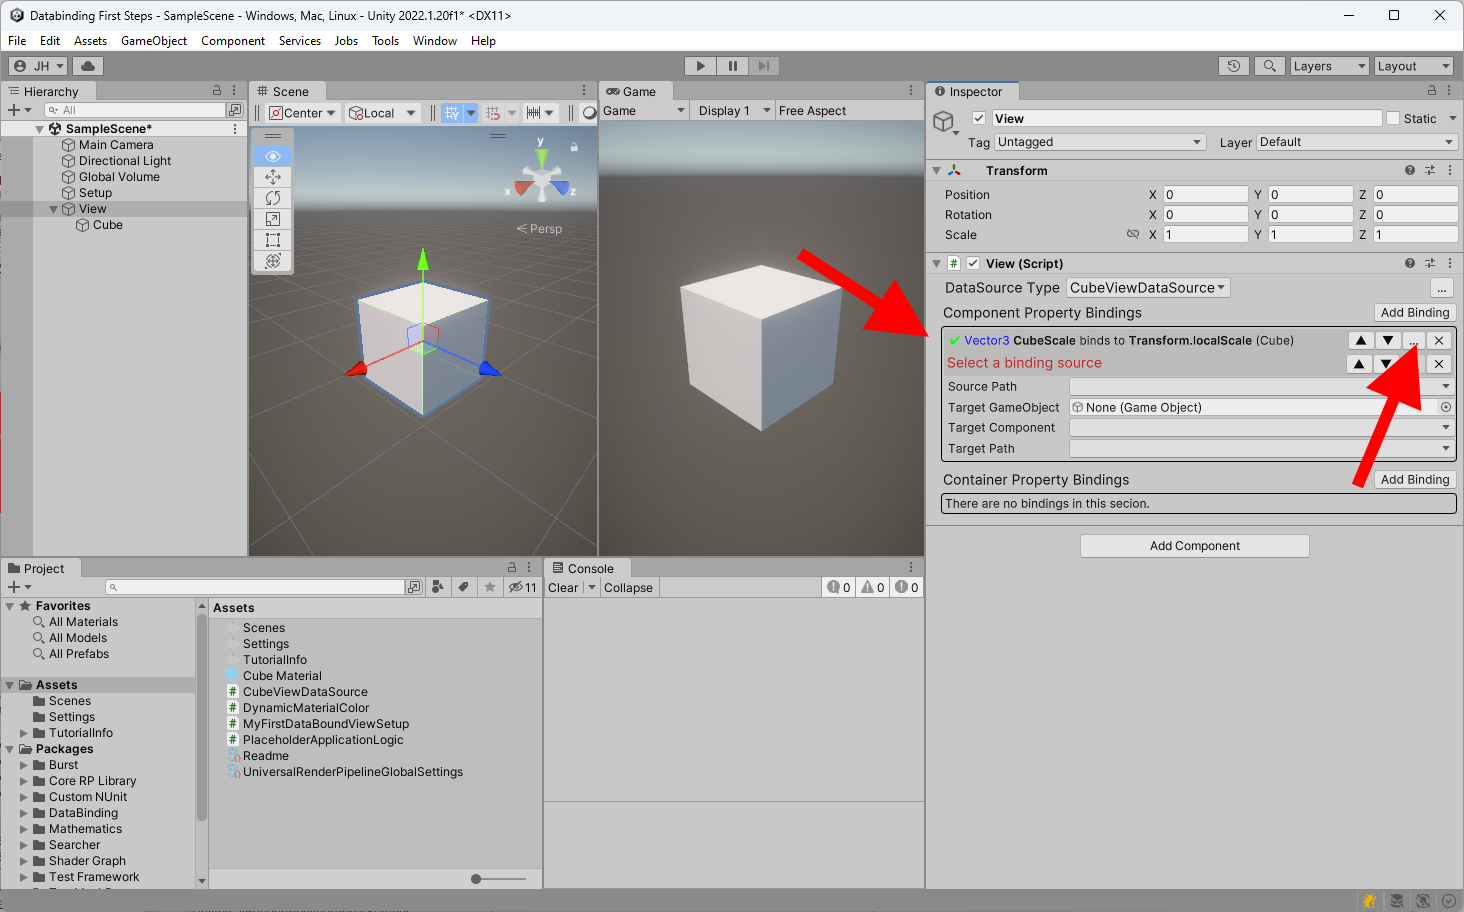 Databinding First Steps - SampleScene - Windows, Mac, Linux - Unity 2022.1.20f1* <DX11>
File Edit Assets GameObject Component Services Jobs Tools Window Help
JH
Layers
Layout
Hierarchy
All
SampleScene*
Main Camera
Directional Light
Global Volume
Setup
View
Cube
Scene
Center
Local
y
x
z
Persp
Game
Game
Display 1
Free Aspect
Inspector
View
Static
Tag Untagged
Layer Default
Transform
Position X 0 Y 0 Z 0
Rotation X 0 Y 0 Z 0
Scale X 1 Y 1 Z 1
# View (Script)
DataSource Type CubeViewDataSource ...
Component Property Bindings Add Binding
Vector3 CubeScale binds to Transform.localScale (Cube) ...
Select a binding source
Source Path
Target GameObject None (Game Object)
Target Component
Target Path
Container Property Bindings Add Binding
There are no bindings in this secion.
Add Component
Project
11
Favorites
All Materials
All Models
All Prefabs
Assets
Scenes
Settings
TutorialInfo
Packages
Burst
Core RP Library
Custom NUnit
DataBinding
Mathematics
Searcher
Shader Graph
Test Framework
Assets
Scenes
Settings
TutorialInfo
Cube Material
# CubeViewDataSource
# DynamicMaterialColor
# MyFirstDataBoundViewSetup
# PlaceholderApplicationLogic
Readme
UniversalRenderPipelineGlobalSettings
Console
Clear
Collapse
0 0 0